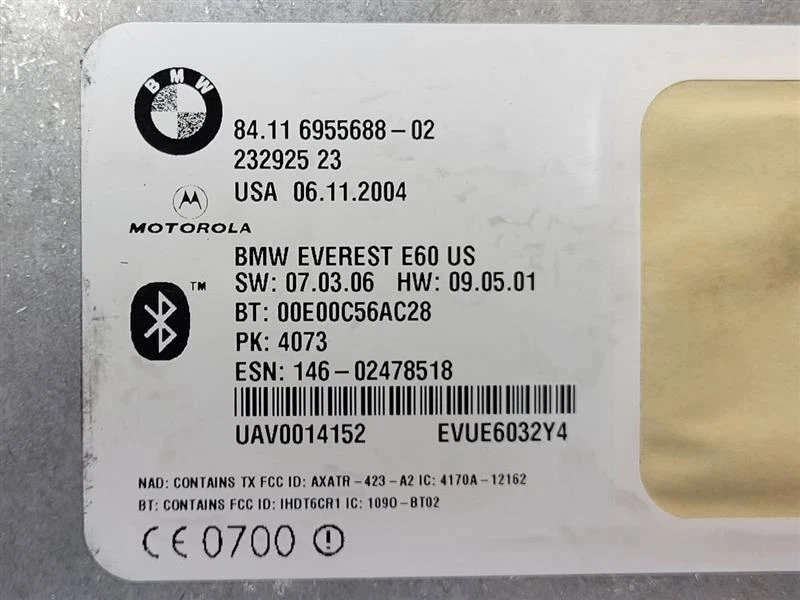 BMW
84.11 6955688-02
232925 23
USA 06.11.2004
MOTOROLA
BMW EVEREST E60 US
TM
SW: 07.03.06 HW: 09.05.01
BT: 00E00C56AC28
PK: 4073
ESN: 146-02478518
UAV0014152 EVUE6032Y4
NAD: CONTAINS TX FCC ID: AXATR-423-A2 IC: 4170A-12162
BT: CONTAINS FCC ID: IHDT6CR1 IC: 109O-BT02
CE 0700 !